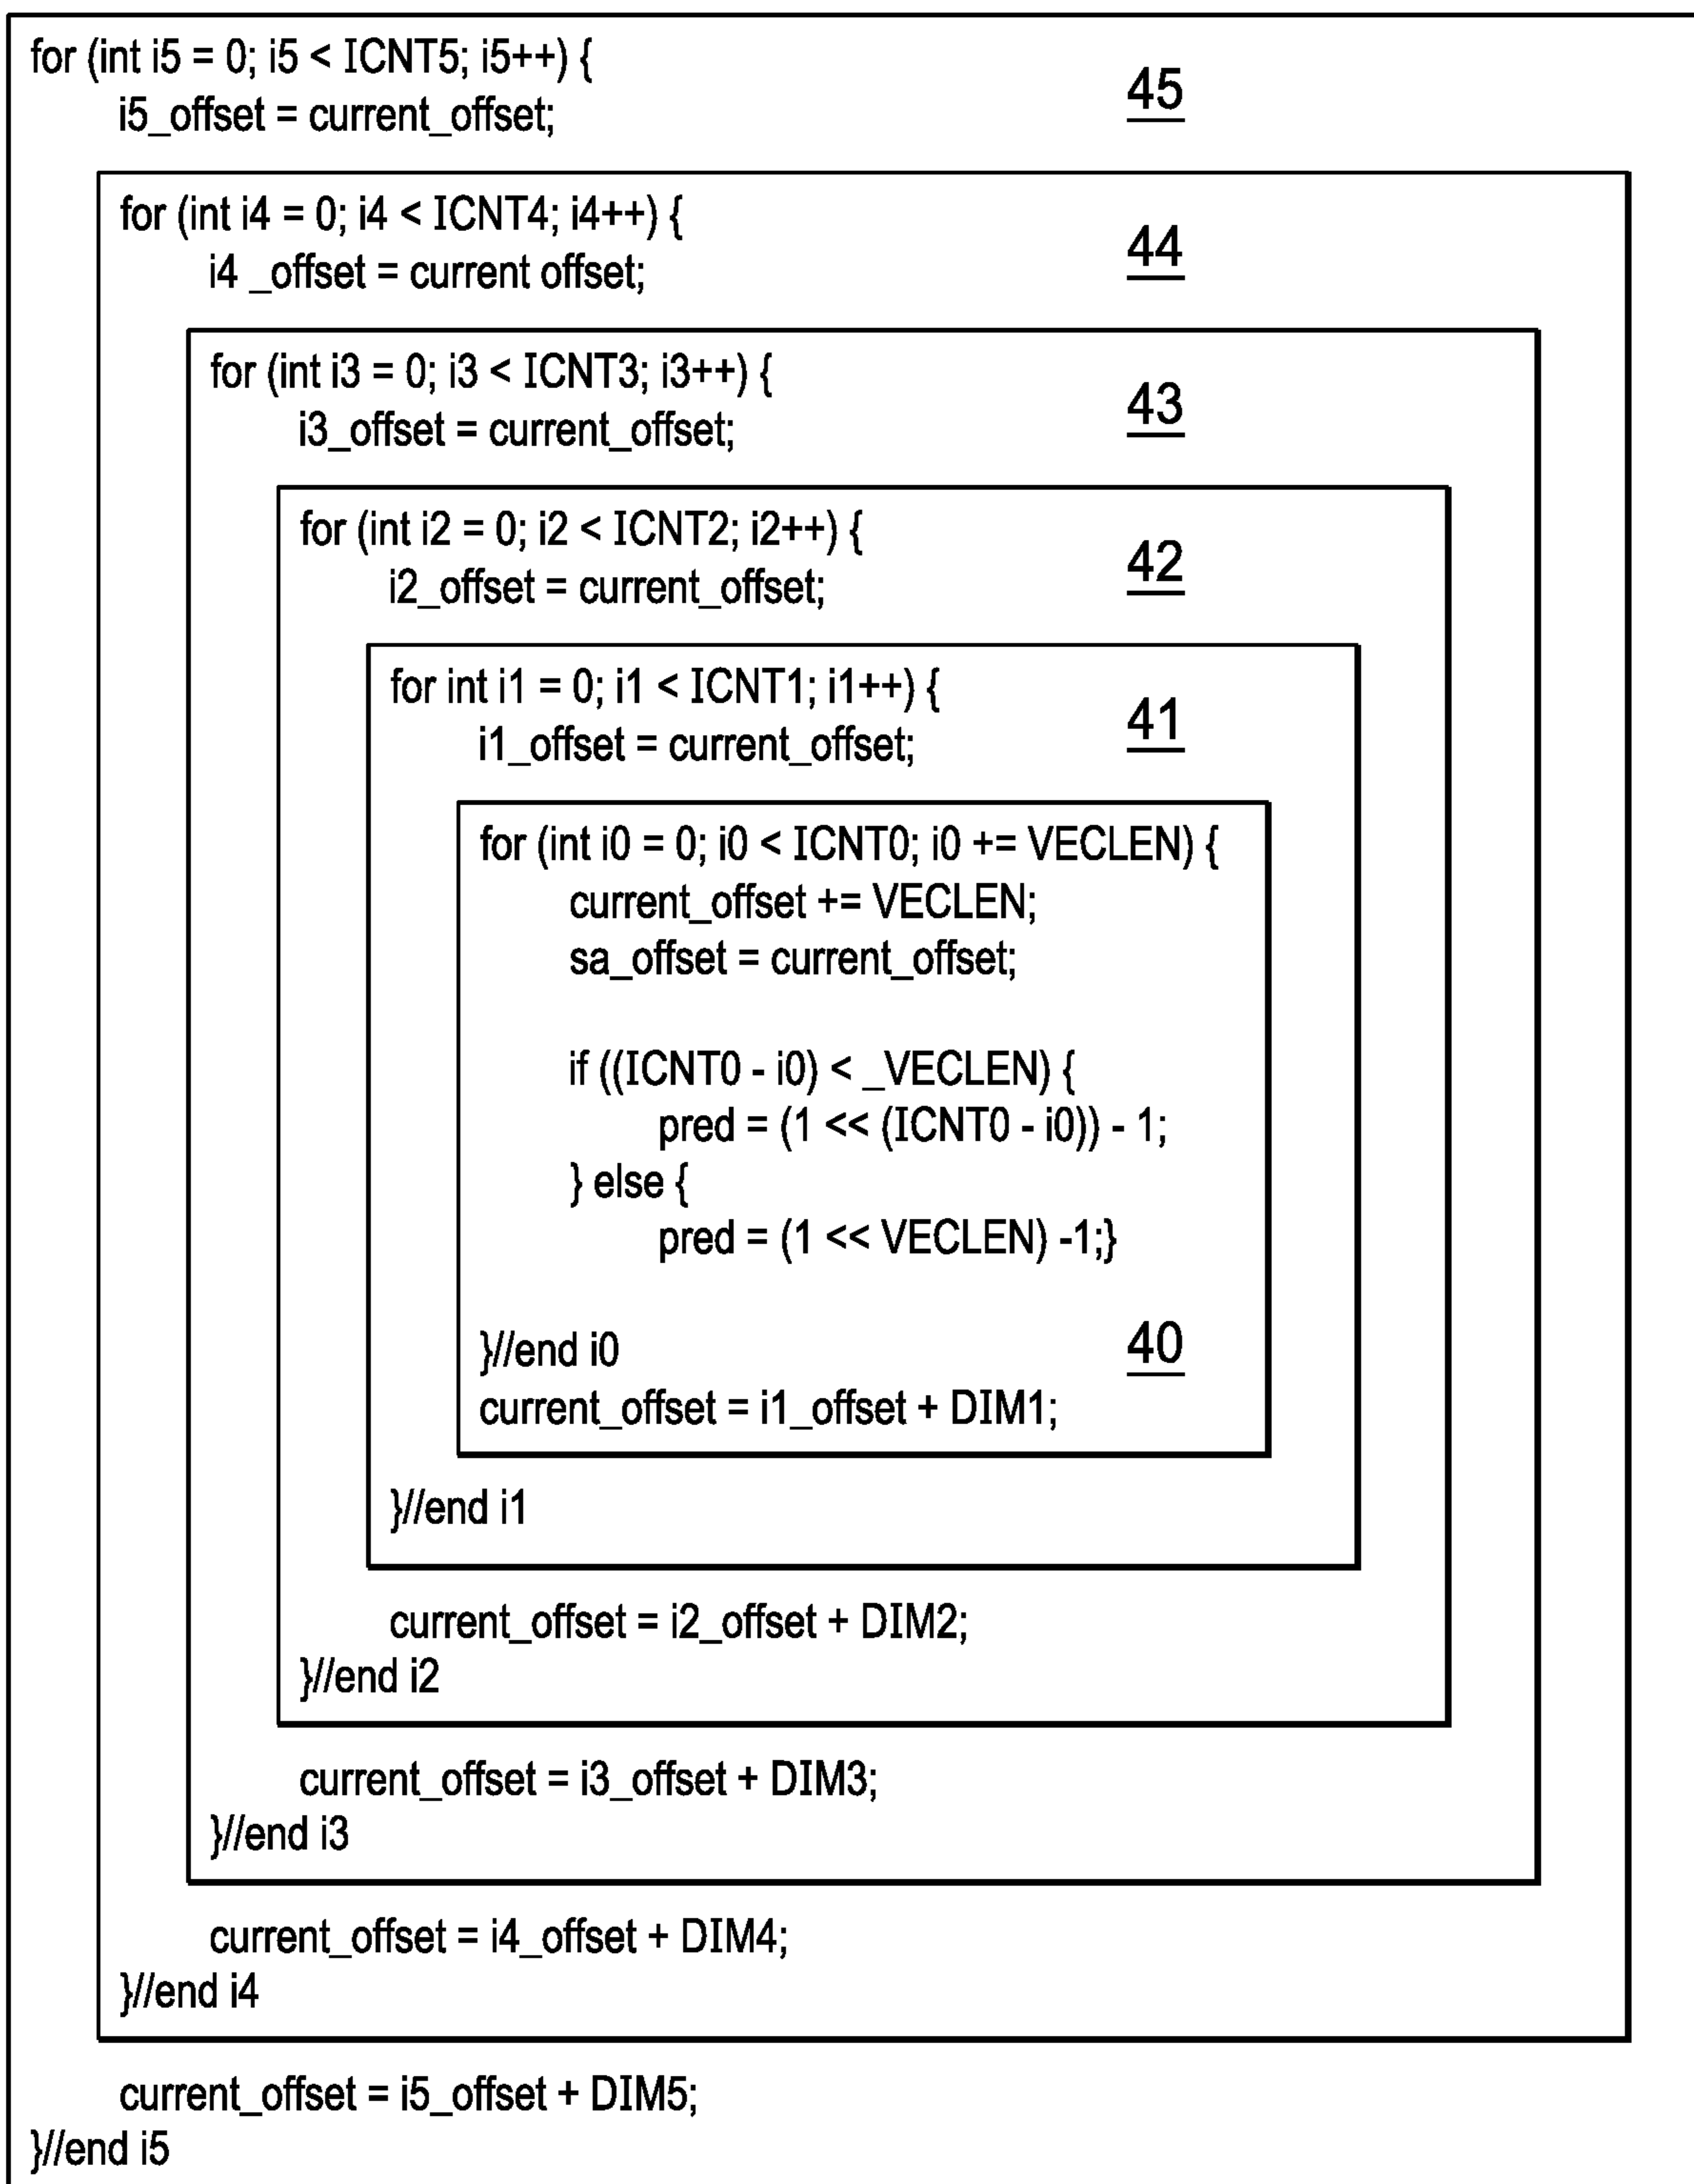 for (int i5 = 0; i5 < ICNT5; i5++) {
i5_offset = current_offset;
45
for (int i4 = 0; i4 < ICNT4; i4++) {
i4 _offset = current offset;
44
for (int i3 = 0; i3 < ICNT3; i3++) {
i3_offset = current_offset;
43
for (int i2 = 0; i2 < ICNT2; i2++) {
i2_offset = current_offset;
42
for int i1 = 0; i1 < ICNT1; i1++) {
i1_offset = current_offset;
41
for (int i0 = 0; i0 < ICNT0; i0 += VECLEN) {
current_offset += VECLEN;
sa_offset = current_offset;
if ((ICNT0 - i0) < _VECLEN) {
pred = (1 << (ICNT0 - i0)) - 1;
} else {
pred = (1 << VECLEN) -1;}
}//end i0
40
current_offset = i1_offset + DIM1;
}//end i1
current_offset = i2_offset + DIM2;
}//end i2
current_offset = i3_offset + DIM3;
}//end i3
current_offset = i4_offset + DIM4;
}//end i4
current_offset = i5_offset + DIM5;
}//end i5